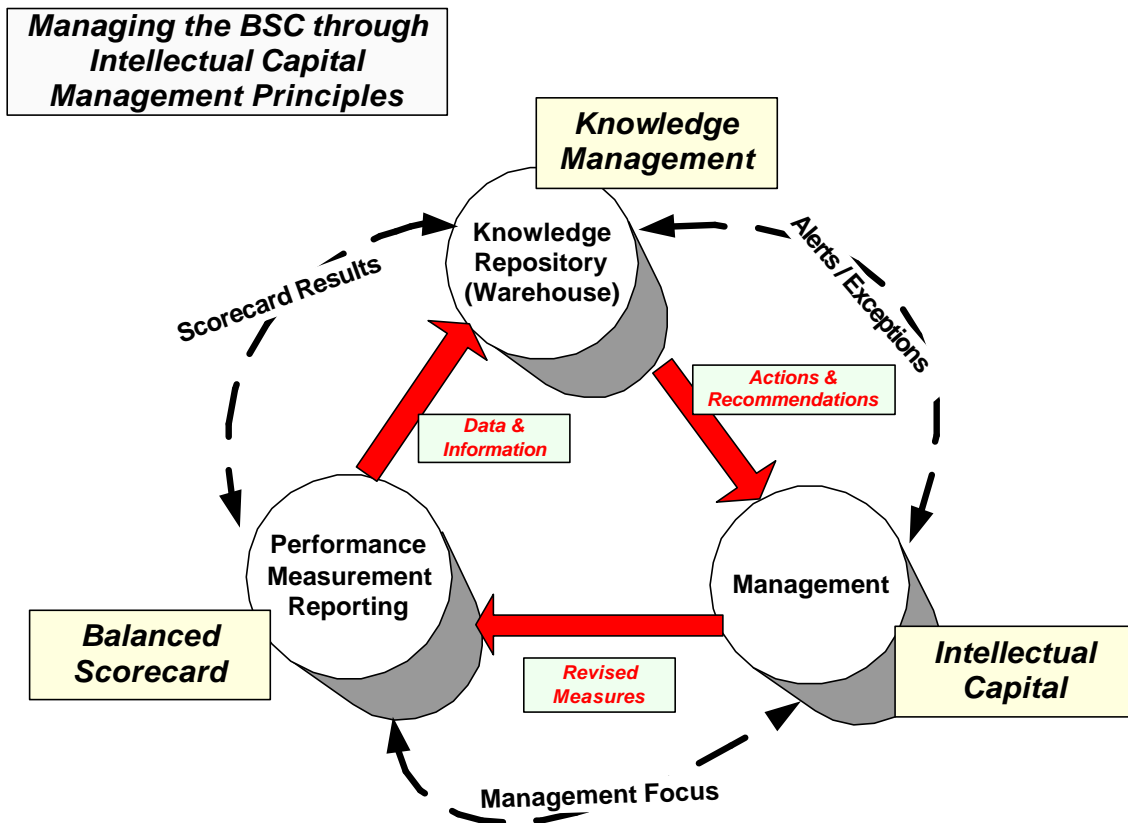 Managing the BSC through
Intellectual Capital
Management Principles
Knowledge
Management
Knowledge
Repository
(Warehouse)
Scorecard Results
Alerts / Exceptions
Actions &
Recommendations
Data &
Information
Performance
Measurement
Reporting
Management
Balanced
Scorecard
Intellectual
Capital
Revised
Measures
Management Focus